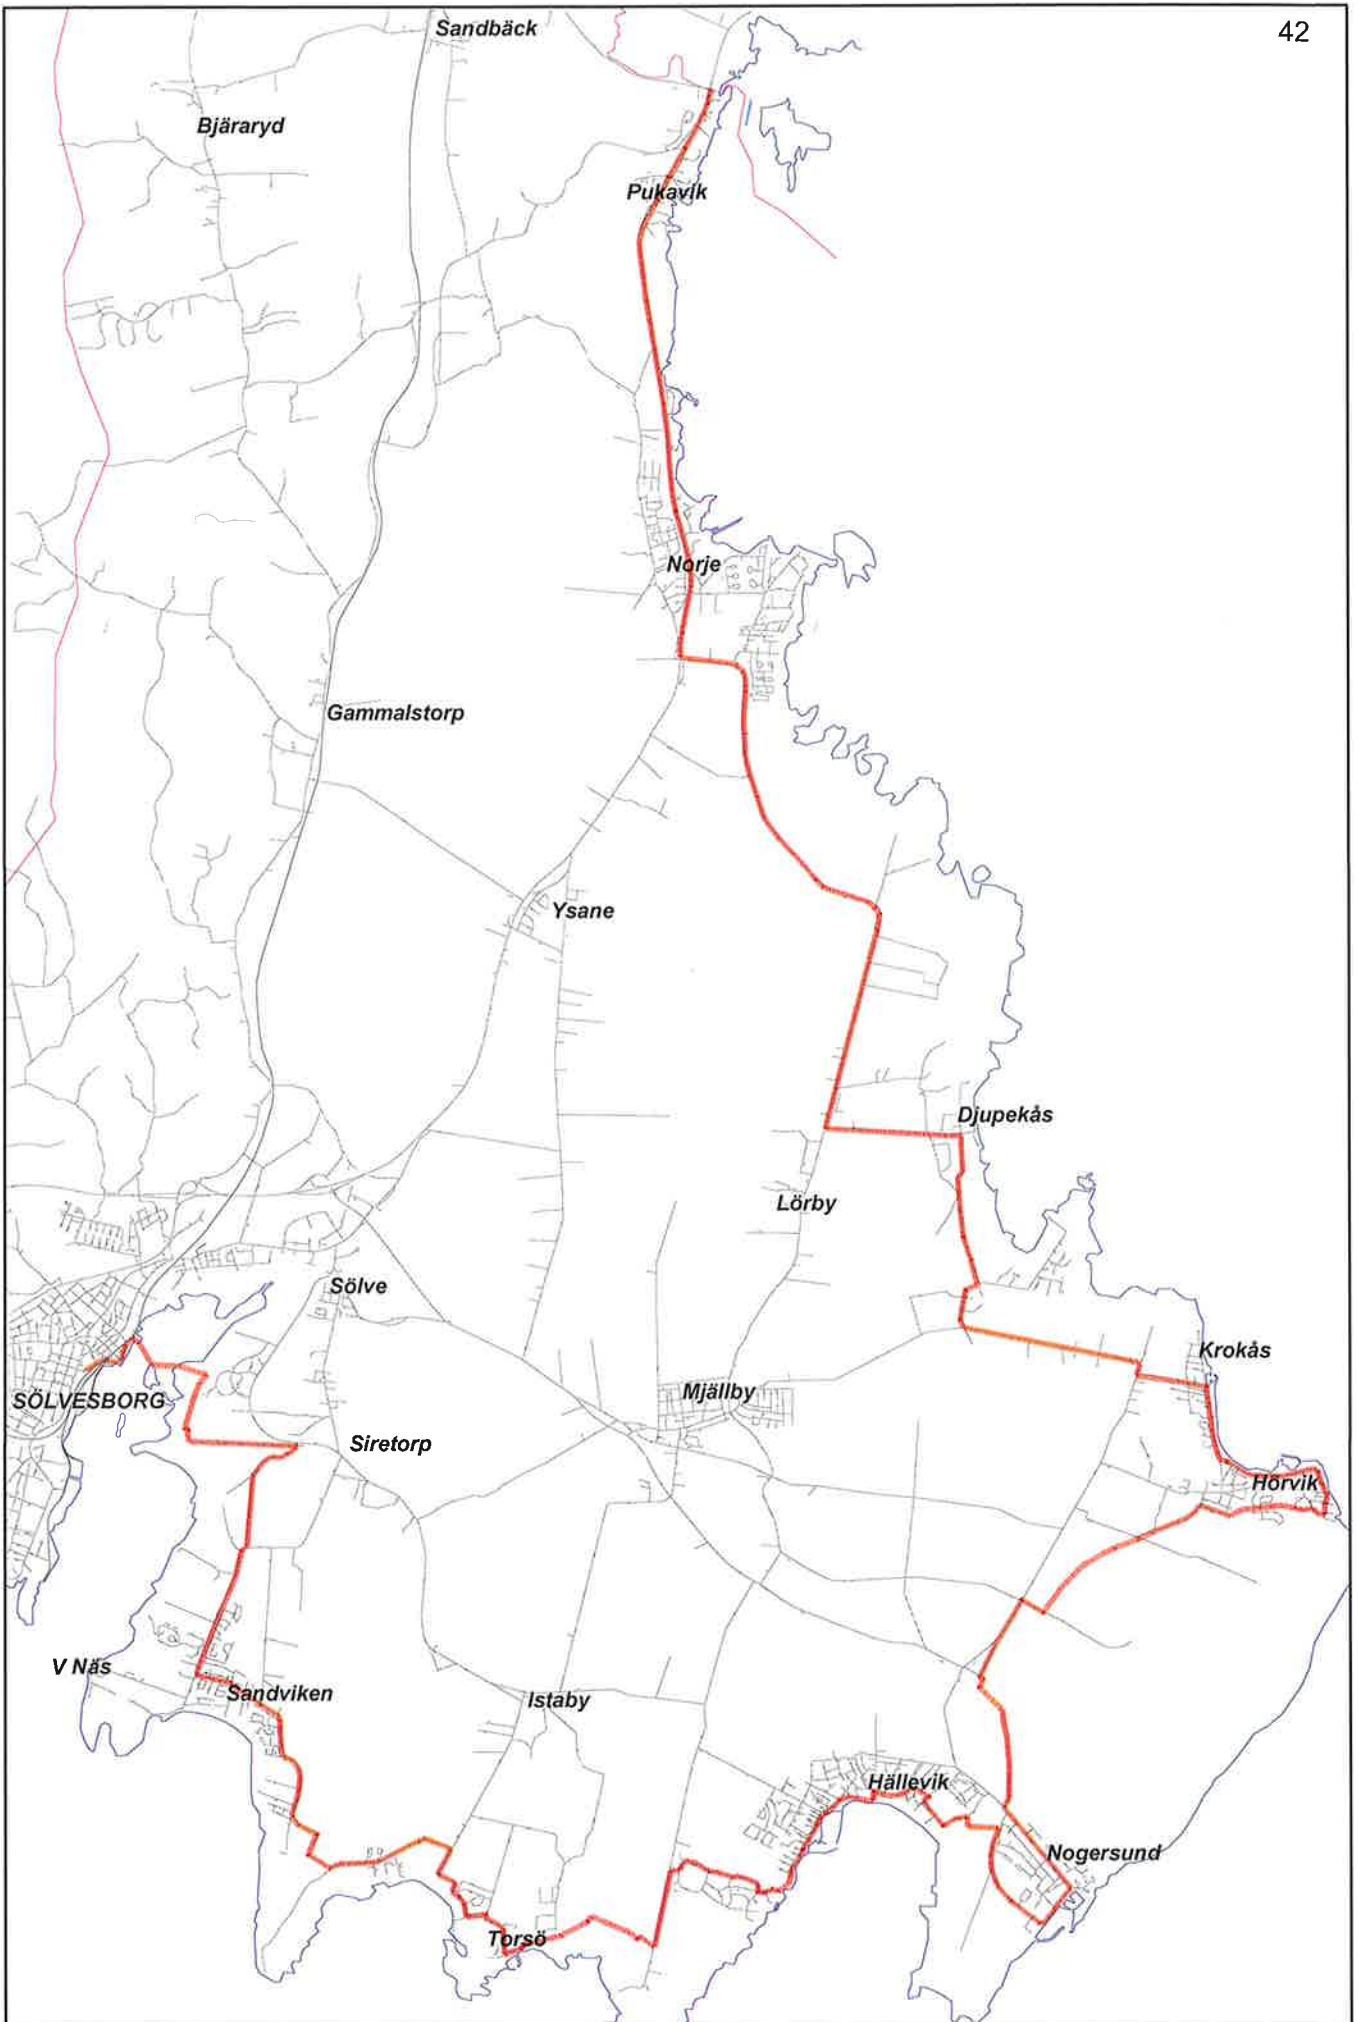 42
Sandbäck
Bjäraryd
Pukavik
Norje
Gammalstorp
Ysane
Djupekås
Lörby
Sölve
Krokås
Mjällby
SÖLVESBORG
Siretorp
Hörvik
V Näs
Sandviken
Istaby
Hällevik
Nogersund
Torsö